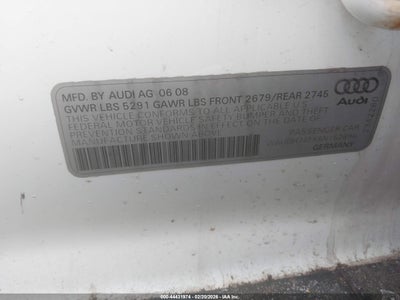 MFD. BY AUDI AG 06 08
GVWR LBS 5291 GAWR LBS FRONT 2679/REAR 2745
THIS VEHICLE CONFORMS TO ALL APPLICABLE
FEDERAL MOTOR VEHICLE SAFETY BUMPER AND THEFT
PREVENTION STANDARDS IN EFFECT ON THE DATE OF
MANUFACTURE SHOWN ABOVE.
Audi
PASSENGER CAR
GERMANY
000-44431974 - 02/20/2026 - IAA Holdings, LLC